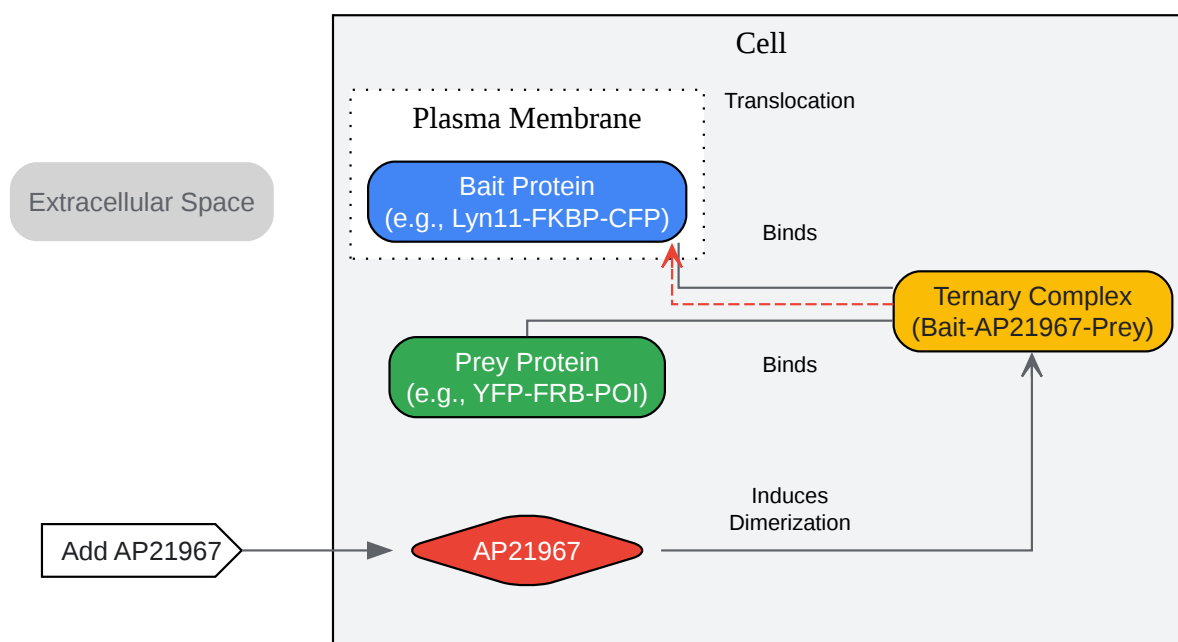 Cell
Translocation
Plasma Membrane
Bait Protein
(e.g., Lyn11-FKBP-CFP)
Extracellular Space
Binds
Ternary Complex
(Bait-AP21967-Prey)
Prey Protein
(e.g., YFP-FRB-POI)
Binds
Induces
Dimerization
Add AP21967
AP21967